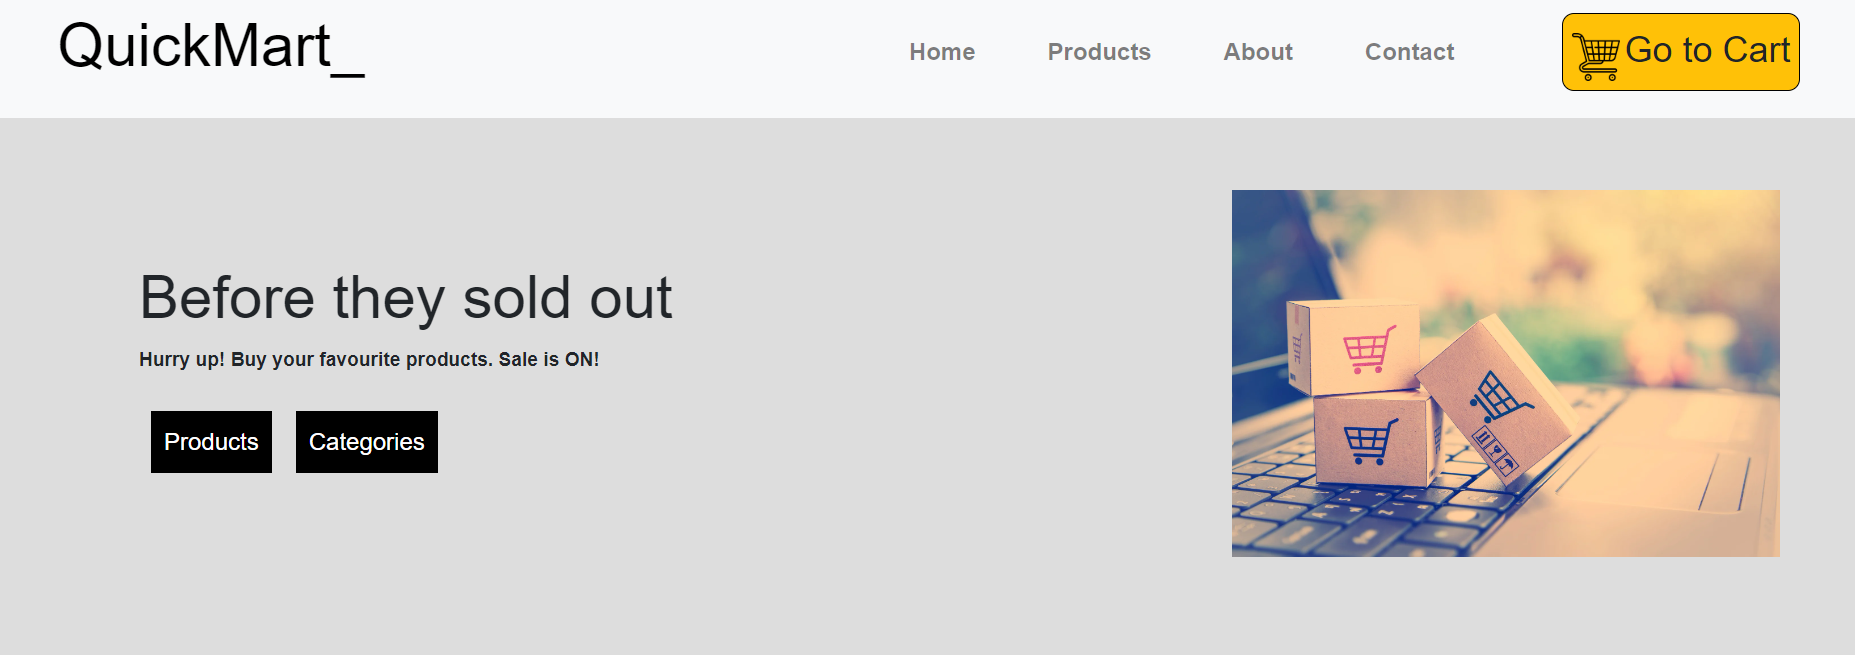 QuickMart_
Home Products About Contact
Go to Cart
Before they sold out
Hurry up! Buy your favourite products. Sale is ON!
Products Categories